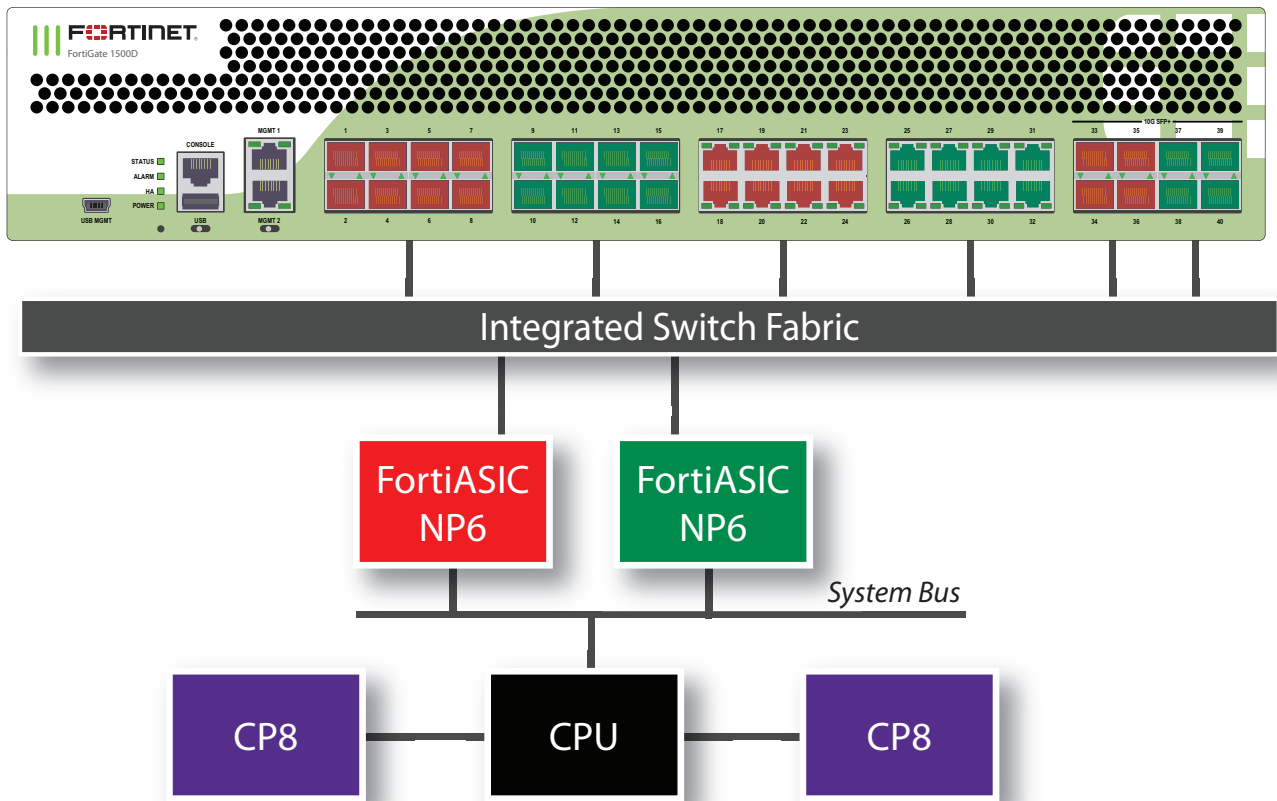 FORTINET
FortiGate 1500D
10G SFP+
MGMT 1 1 3 5 7 9 11 13 15 17 19 21 23 25 27 29 31 33 35 37 39
CONSOLE
STATUS
ALARM
HA
POWER
USB MGMT USB MGMT 2 2 4 6 8 10 12 14 16 18 20 22 24 26 28 30 32 34 36 38 40
Integrated Switch Fabric
FortiASIC FortiASIC
NP6 NP6
System Bus
CP8 CPU CP8